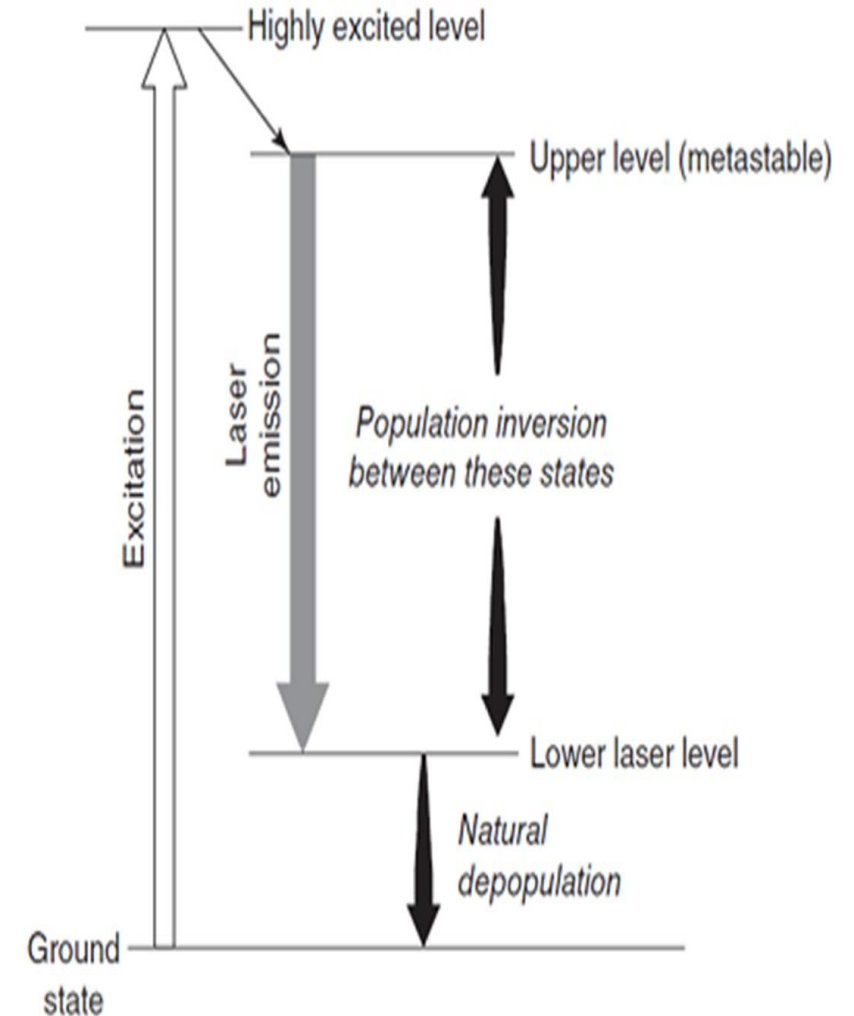 Highly excited level
Upper level (metastable)
Excitation
Laser
emission
Population inversion
between these states
Lower laser level
Natural
depopulation
Ground
state